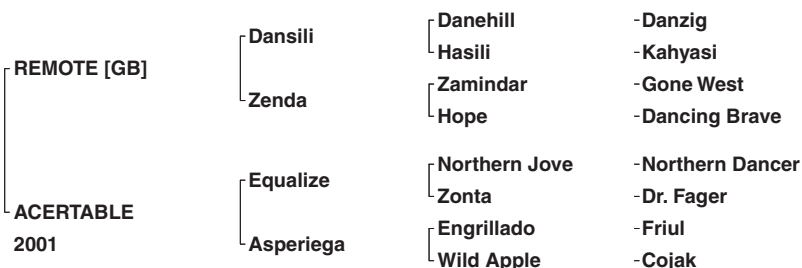 REMOTE [GB]
ACERTABLE
2001
Dansili
Zenda
Equalize
Asperiega
Danehill
Hasili
Zamindar
Hope
Northern Jove
Zonta
Engrillado
Wild Apple
-Danzig
-Kahyasi
-Gone West
-Dancing Brave
-Northern Dancer
-Dr. Fager
-Friul
-Cojak